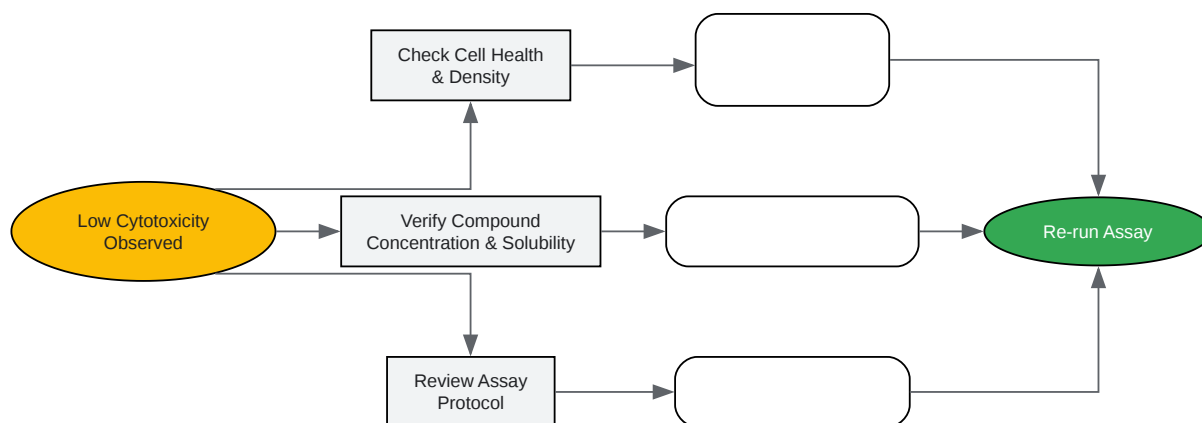 Check Cell Health
& Density
Low Cytotoxicity
Observed
Verify Compound
Concentration & Solubility
Re-run Assay
Review Assay
Protocol